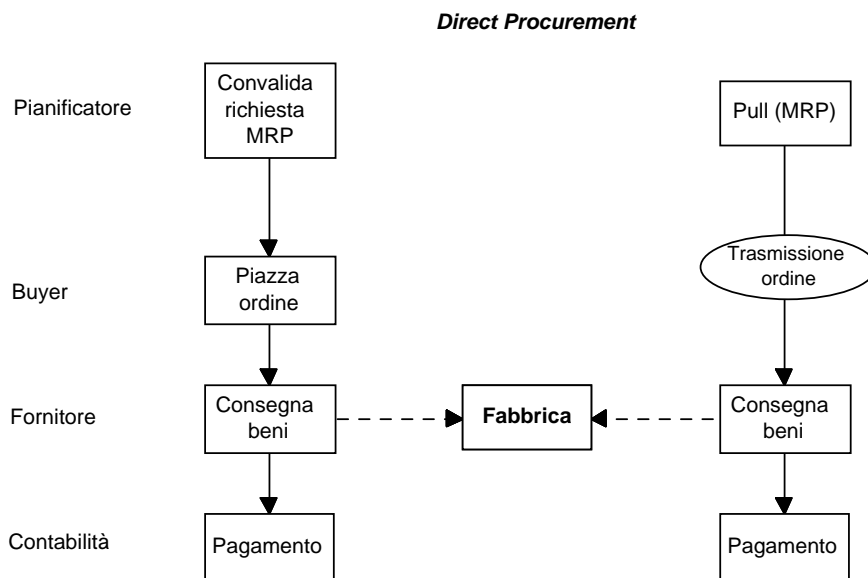 Direct Procurement
Pianificatore
Convalida
richiesta
MRP
Pull (MRP)
Buyer
Piazza
ordine
Trasmissione
ordine
Fornitore
Consegna
beni
Fabbrica
Consegna
beni
Contabilità
Pagamento
Pagamento